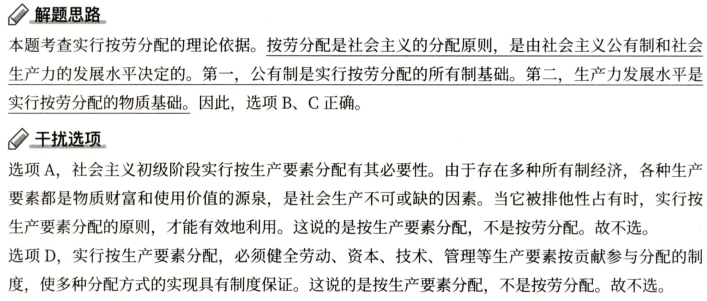 解题思路
本题考查实行按劳分配的理论依据。按劳分配是社会主义的分配原则，是由社会主义公有制和社会
生产力的发展水平决定的。第一，公有制是实行按劳分配的所有制基础。第二，生产力发展水平是
实行按劳分配的物质基础。因此，选项 B、C 正确。
干扰选项
选项 A，社会主义初级阶段实行按生产要素分配有其必要性。由于存在多种所有制经济，各种生产
要素都是物质财富和使用价值的源泉，是社会生产不可或缺的因素。当它被排他性占有时，实行按
生产要素分配的原则，才能有效地利用。这说的是按生产要素分配，不是按劳分配。故不选。
选项 D，实行按生产要素分配，必须健全劳动、资本、技术、管理等生产要素按贡献参与分配的制
度，使多种分配方式的实现具有制度保证。这说的是按生产要素分配，不是按劳分配。故不选。